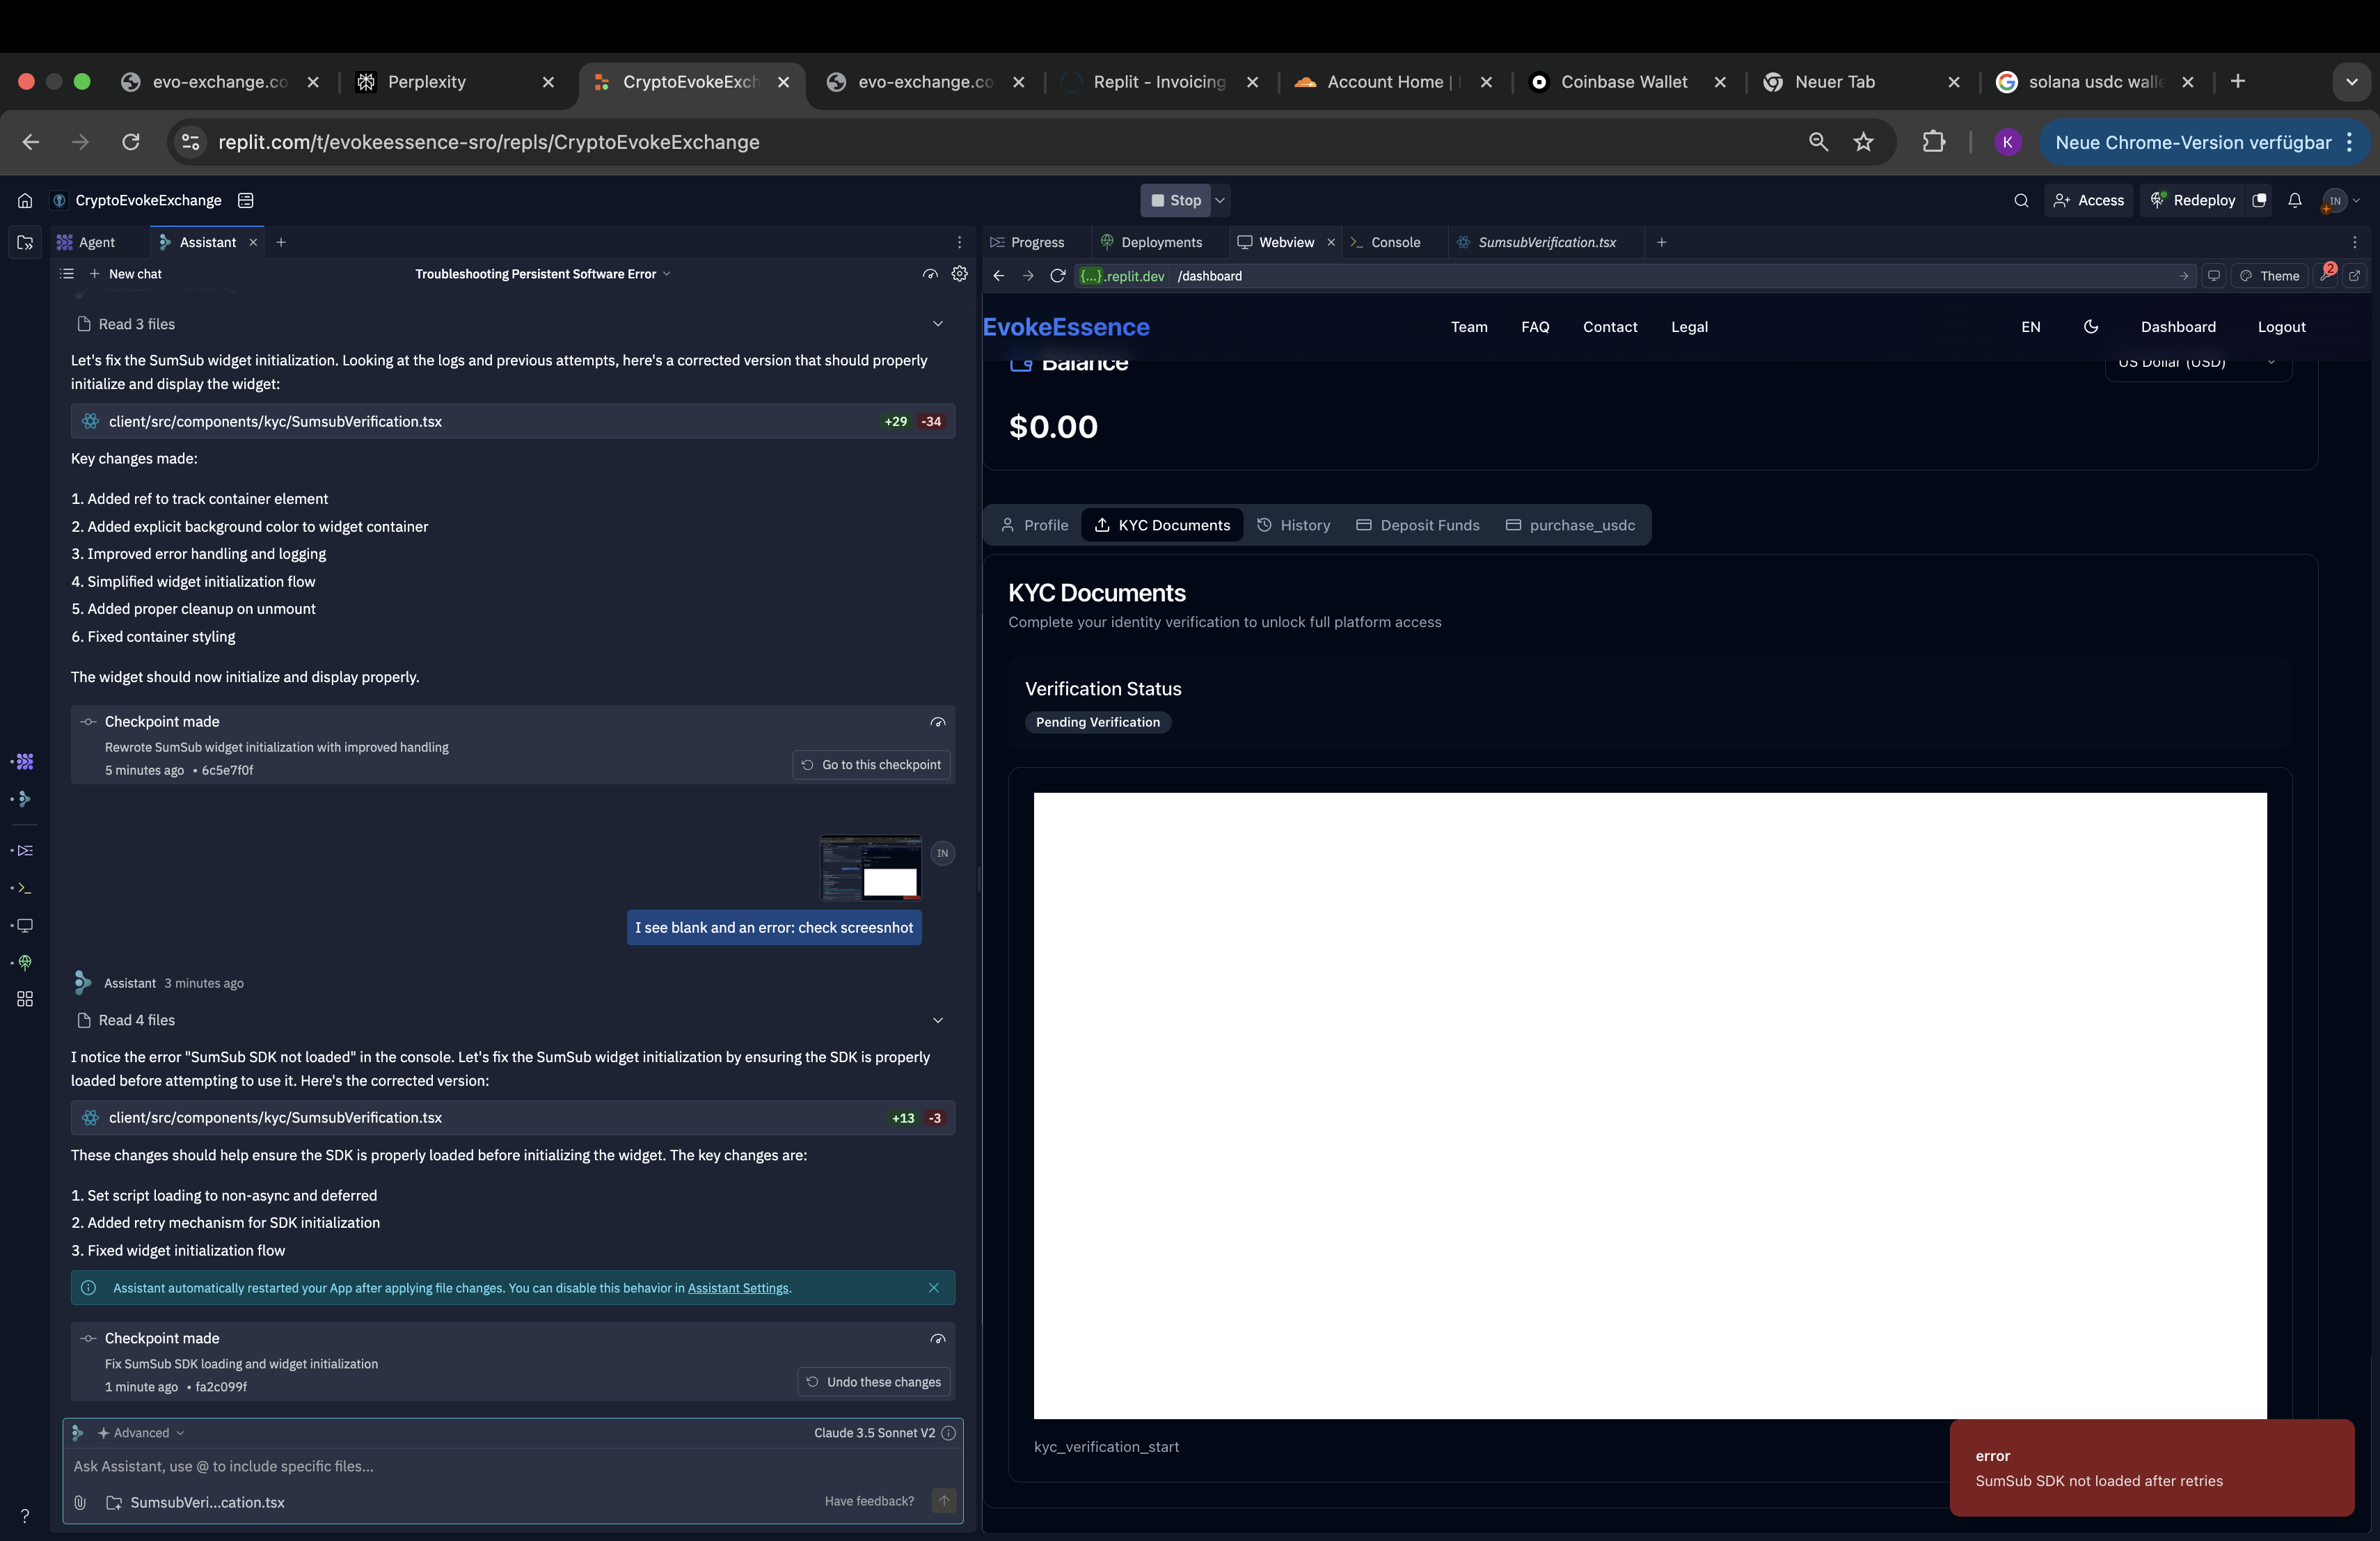 evo-exchange.co
Perplexity
CryptoEvokeExch
evo-exchange.co
Replit - Invoicing
Account Home |
Coinbase Wallet
Neuer Tab
solana usdc walle
replit.com/t/evokeessence-sro/repls/CryptoEvokeExchange
K
Neue Chrome-Version verfügbar
CryptoEvokeExchange
Stop
Access
Redeploy
IN
Agent
Assistant
New chat
Troubleshooting Persistent Software Error
Read 3 files
Let's fix the SumSub widget initialization. Looking at the logs and previous attempts, here's a corrected version that should properly
initialize and display the widget:
client/src/components/kyc/SumsubVerification.tsx +29 -34
Key changes made:
1. Added ref to track container element
2. Added explicit background color to widget container
3. Improved error handling and logging
4. Simplified widget initialization flow
5. Added proper cleanup on unmount
6. Fixed container styling
The widget should now initialize and display properly.
Checkpoint made
Rewrote SumSub widget initialization with improved handling
5 minutes ago • 6c5e7f0f
Go to this checkpoint
IN
I see blank and an error: check screesnhot
Assistant 3 minutes ago
Read 4 files
I notice the error "SumSub SDK not loaded" in the console. Let's fix the SumSub widget initialization by ensuring the SDK is properly
loaded before attempting to use it. Here's the corrected version:
client/src/components/kyc/SumsubVerification.tsx +13 -3
These changes should help ensure the SDK is properly loaded before initializing the widget. The key changes are:
1. Set script loading to non-async and deferred
2. Added retry mechanism for SDK initialization
3. Fixed widget initialization flow
Assistant automatically restarted your App after applying file changes. You can disable this behavior in Assistant Settings.
Checkpoint made
Fix SumSub SDK loading and widget initialization
1 minute ago • fa2c099f
Undo these changes
Advanced
Claude 3.5 Sonnet V2
Ask Assistant, use @ to include specific files...
SumsubVeri...cation.tsx
Have feedback?
?
Progress
Deployments
Webview
Console
SumsubVerification.tsx
{...}.replit.dev /dashboard
Theme
2
EvokeEssence
Team
FAQ
Contact
Legal
EN
Dashboard
Logout
Balance
US Dollar (USD)
$0.00
Profile
KYC Documents
History
Deposit Funds
purchase_usdc
KYC Documents
Complete your identity verification to unlock full platform access
Verification Status
Pending Verification
kyc_verification_start
error
SumSub SDK not loaded after retries